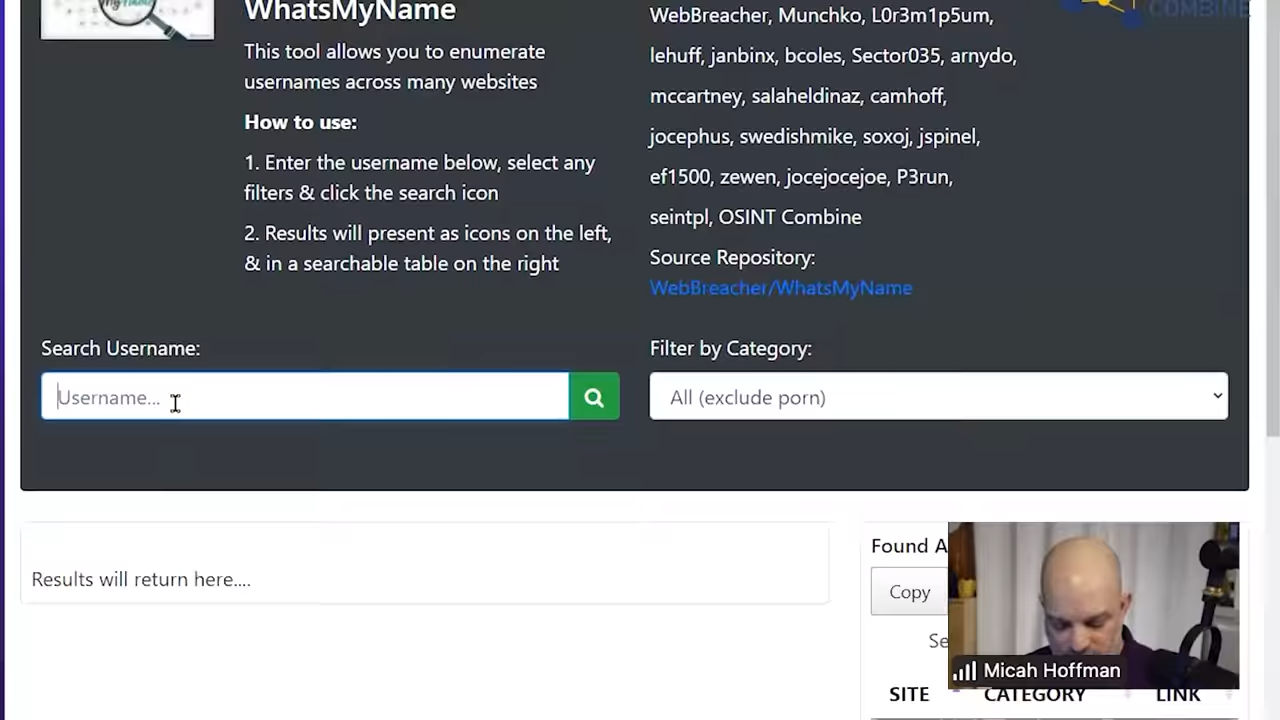 WhatsMyName
This tool allows you to enumerate
usernames across many websites
How to use:
1. Enter the username below, select any
filters & click the search icon
2. Results will present as icons on the left,
& in a searchable table on the right
WebBreacher, Munchko, L0r3m1p5um,
lehuff, janbinx, bcoles, Sector035, arnydo,
mccartney, salaheldinaz, camhoff,
jocephus, swedishmike, soxoj, jspinel,
ef1500, zewen, jocejocejoe, P3run,
seintpl, OSINT Combine
Source Repository:
WebBreacher/WhatsMyName
COMBINE
Search Username:
Username...
Filter by Category:
All (exclude porn)
Results will return here....
Found A
Copy
Se
Micah Hoffman
SITE CATEGORY LINK